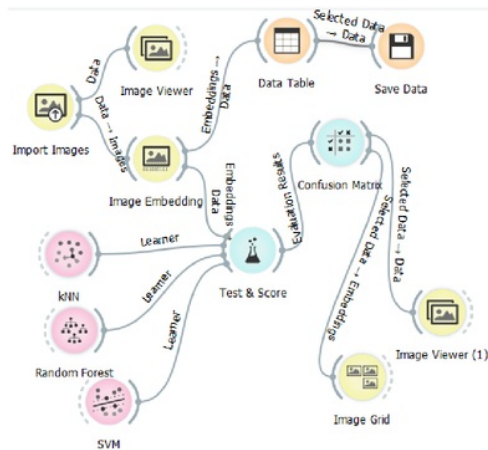 Selected Data
→ Data
Data
Image Viewer
Embeddings → Data
Data Table
Save Data
Import Images
Data → Images
Image Embedding
Embeddings
Data
Evaluation Results
Confusion Matrix
Selected Data → Data
Selected Data → Embeddings
Learner
kNN
Learner
Test & Score
Random Forest
Learner
SVM
Image Viewer (1)
Image Grid